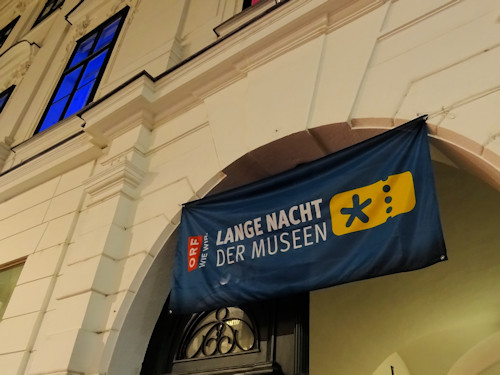 ORF
WIE WIR.
LANGE NACHT
DER MUSEEN